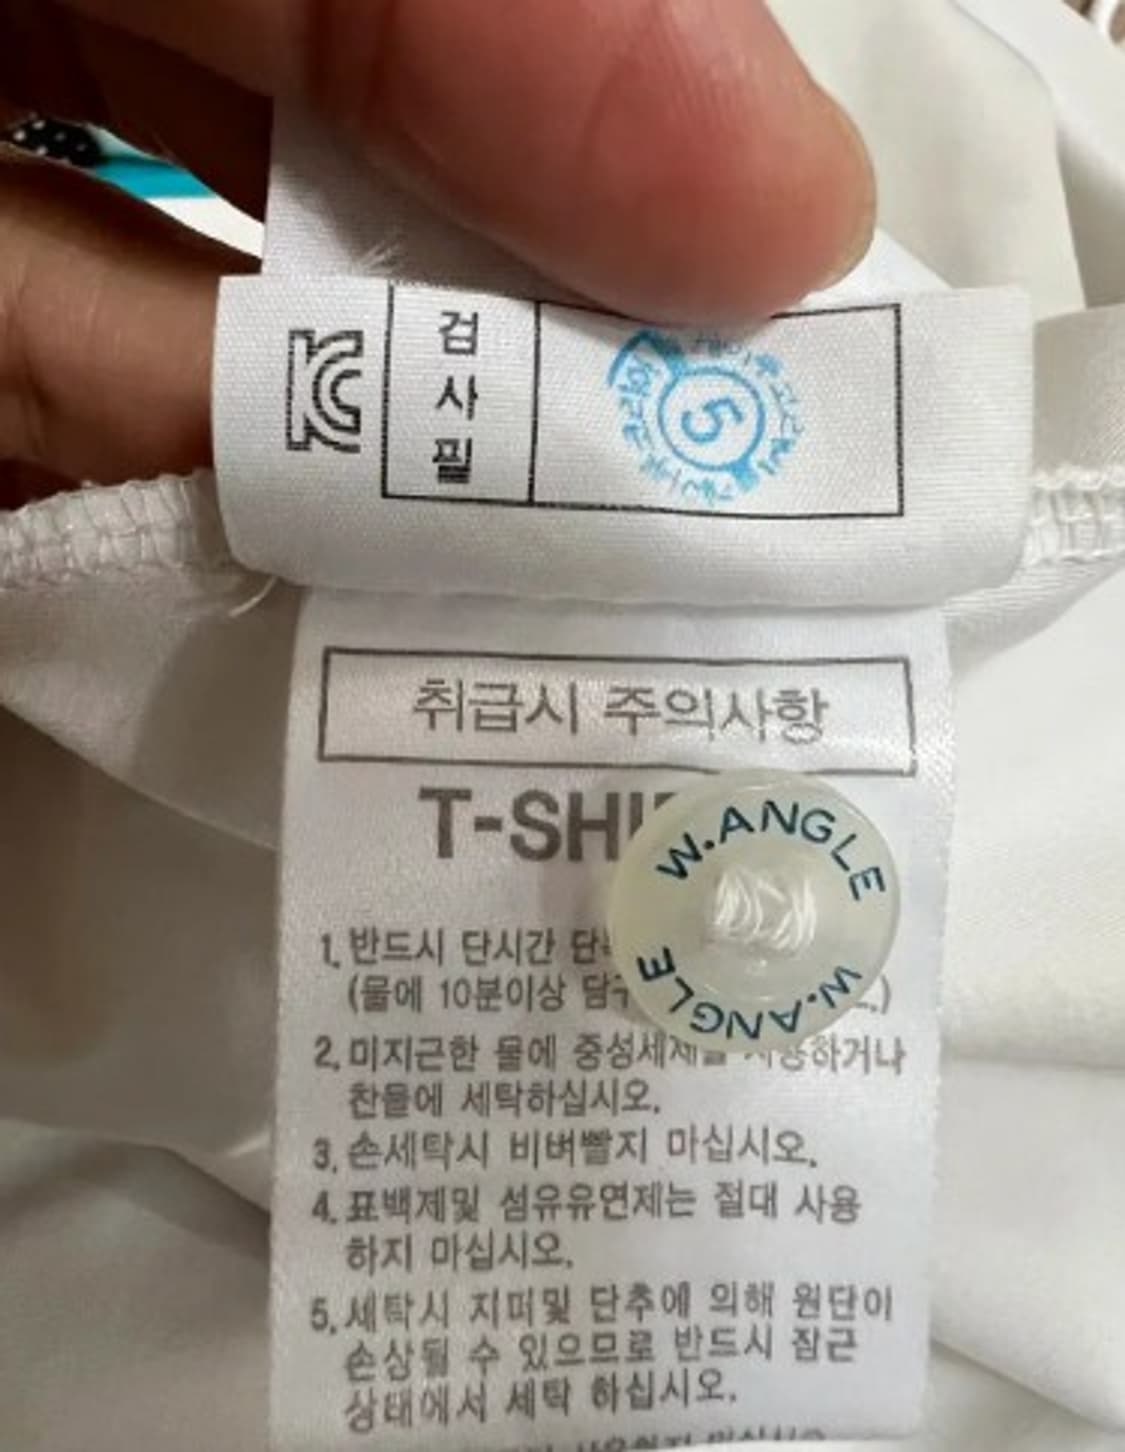 KC
검사필
5
취급시 주의사항
T-SHI
W.ANGLE
W.ANGLE
1. 반드시 단시간
(물에 10분이상
2. 미지근한 물에 중성세제를 사용하거나
찬물에 세탁하십시오.
3. 손세탁시 비벼빨지 마십시오.
4. 표백제및 섬유유연제는 절대 사용
하지 마십시오.
5. 세탁시 지퍼및 단추에 의해 원단이
손상될 수 있으므로 반드시 잠근
상태에서 세탁 하십시오.